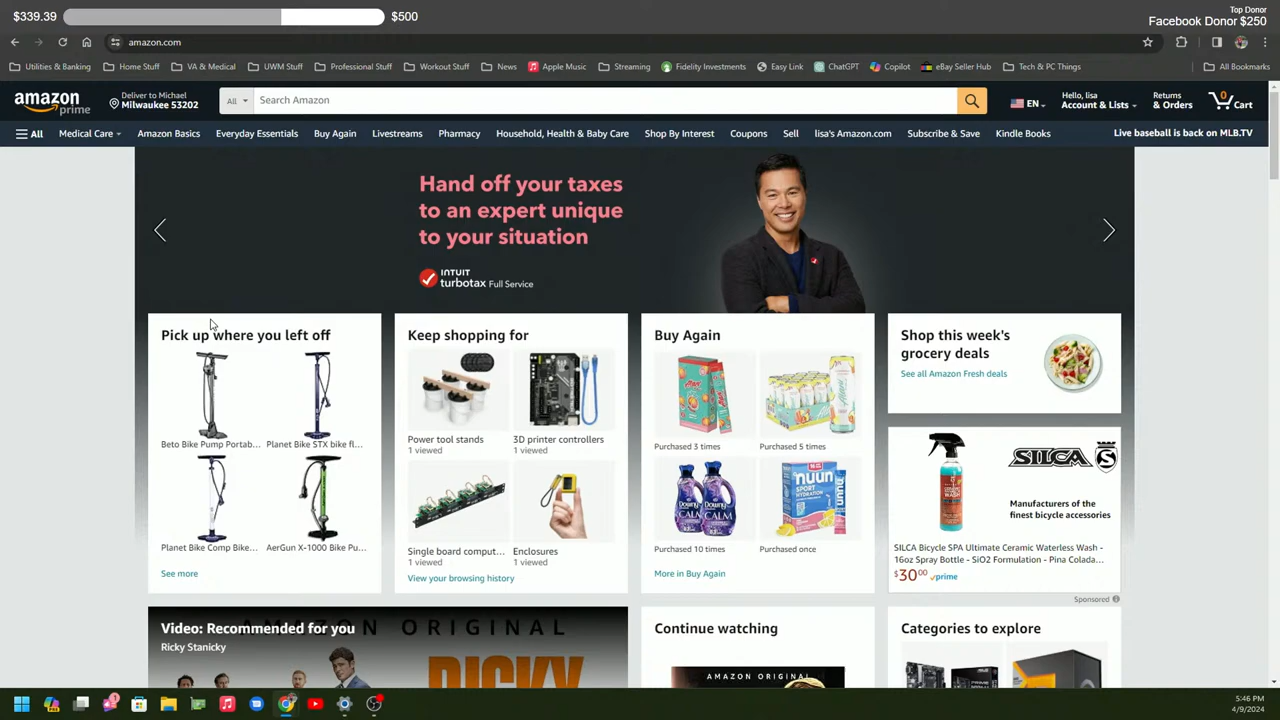 $339.39
$500
Top Donor
Facebook Donor $250
amazon.com
Utilities & Banking
Home Stuff
VA & Medical
UWM Stuff
Professional Stuff
Workout Stuff
News
Apple Music
Streaming
Fidelity Investments
Easy Link
ChatGPT
Copilot
eBay Seller Hub
Tech & PC Things
All Bookmarks
amazon
prime
Deliver to Michael
Milwaukee 53202
All
Search Amazon
EN
Hello, lisa
Account & Lists
Returns
& Orders
0
Cart
All
Medical Care
Amazon Basics
Everyday Essentials
Buy Again
Livestreams
Pharmacy
Household, Health & Baby Care
Shop By Interest
Coupons
Sell
lisa's Amazon.com
Subscribe & Save
Kindle Books
Live baseball is back on MLB.TV
Hand off your taxes
to an expert unique
to your situation
INTUIT
turbotax Full Service
Pick up where you left off
Beto Bike Pump Portab...
Planet Bike STX bike fl...
Planet Bike Comp Bike...
AerGun X-1000 Bike Pu...
See more
Keep shopping for
Power tool stands
1 viewed
3D printer controllers
1 viewed
Single board comput...
1 viewed
Enclosures
1 viewed
View your browsing history
Buy Again
Purchased 3 times
Purchased 5 times
Purchased 10 times
Purchased once
More in Buy Again
Shop this week's
grocery deals
See all Amazon Fresh deals
SILCA
Manufacturers of the
finest bicycle accessories
SILCA Bicycle SPA Ultimate Ceramic Waterless Wash -
16oz Spray Bottle - SiO2 Formulation - Pina Colada...
$3000 prime
Sponsored
Video: Recommended for you
Ricky Stanicky
AMAZON ORIGINAL
RICKY
Continue watching
AMAZON ORIGINAL
Categories to explore
Downy
CALM
Downy
CALM
nuun
SPORT
HYDRATION
5:46 PM
4/9/2024